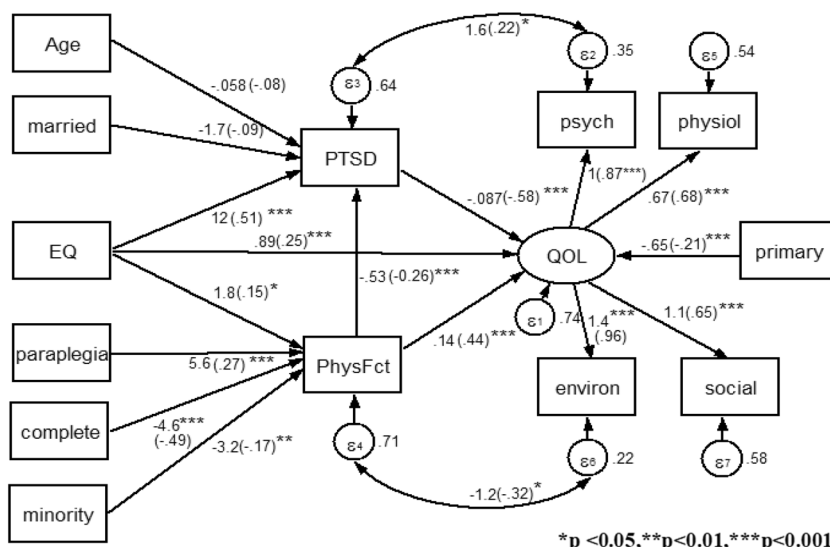 Age
1.6(.22)*
ε3
.64
ε2
.35
ε5
.54
-.058(-.08)
married
-1.7(-.09)
PTSD
psych
physiol
12(.51) ***
-.087(-.58) ***
1(.87***)
.67(.68)***
EQ
.89(.25)***
QOL
-.65(-.21)***
primary
-.53(-0.26)***
1.8(.15)*
ε1
.74
1.4***
(.96)
1.1(.65)***
paraplegia
5.6(.27) ***
PhysFct
.14(.44)***
environ
social
complete
-4.6***
(-.49)
-3.2(-.17)**
ε4
.71
ε6
.22
ε7
.58
minority
-1.2(-.32)*
*p <0.05,**p<0.01,***p<0.001